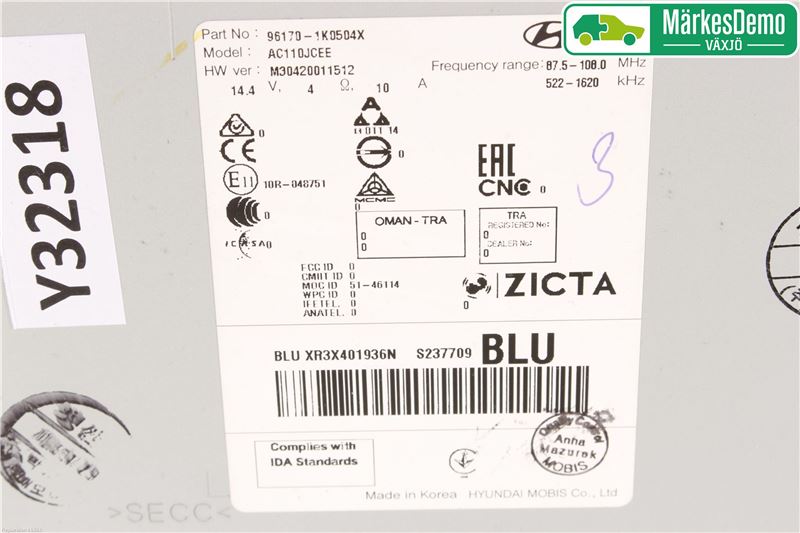 MärkesDemo
VÄXJÖ
Part No : 96170-1K0504X
Model : AC110JCEE
HW ver : M30420011512
14.4 V, 4 Ω, 10 A
Frequency range: 87.5-108.0 MHz
522-1620 kHz
Y32318
0
CE
E11 10R-048751
0
ICASA 0
A
11 14
0
MCMC
0
OMAN - TRA
0
0
EAC
CNC 0
TRA
REGISTERED No:
0
DEALER No:
0
3
FCC ID 0
CMIIT ID 0
MOC ID 51-46114
WPC ID 0
IFETEL. 0
ANATEL. 0
0
ZICTA
BLU XR3X401936N S237709 BLU
Complies with
IDA Standards
Quality Control
Anha
Mazurek
MOBIS
Made in Korea HYUNDAI MOBIS Co., Ltd
>SECC<